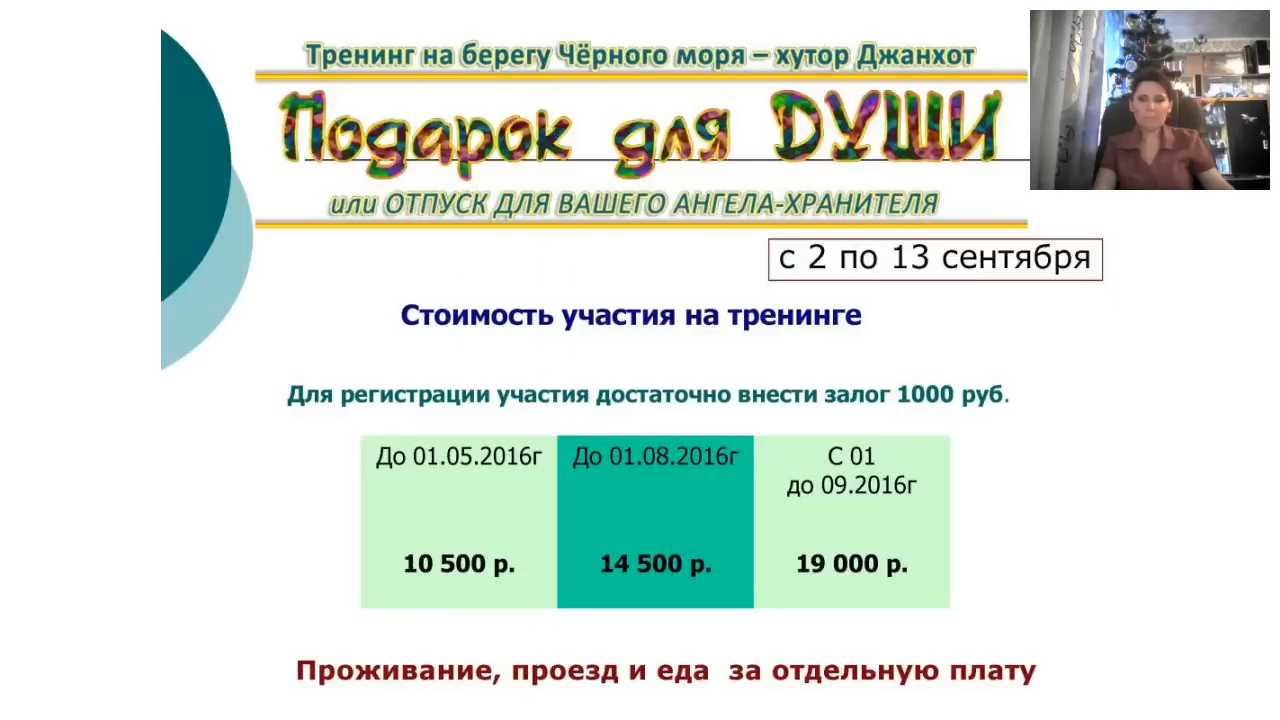 Тренинг на берегу Чёрного моря – хутор Джанхот
Подарок для ДУШИ
или ОТПУСК ДЛЯ ВАШЕГО АНГЕЛА-ХРАНИТЕЛЯ
с 2 по 13 сентября
Стоимость участия на тренинге
Для регистрации участия достаточно внести залог 1000 руб.
До 01.05.2016г
10 500 р.
До 01.08.2016г
14 500 р.
С 01
до 09.2016г
19 000 р.
Проживание, проезд и еда за отдельную плату